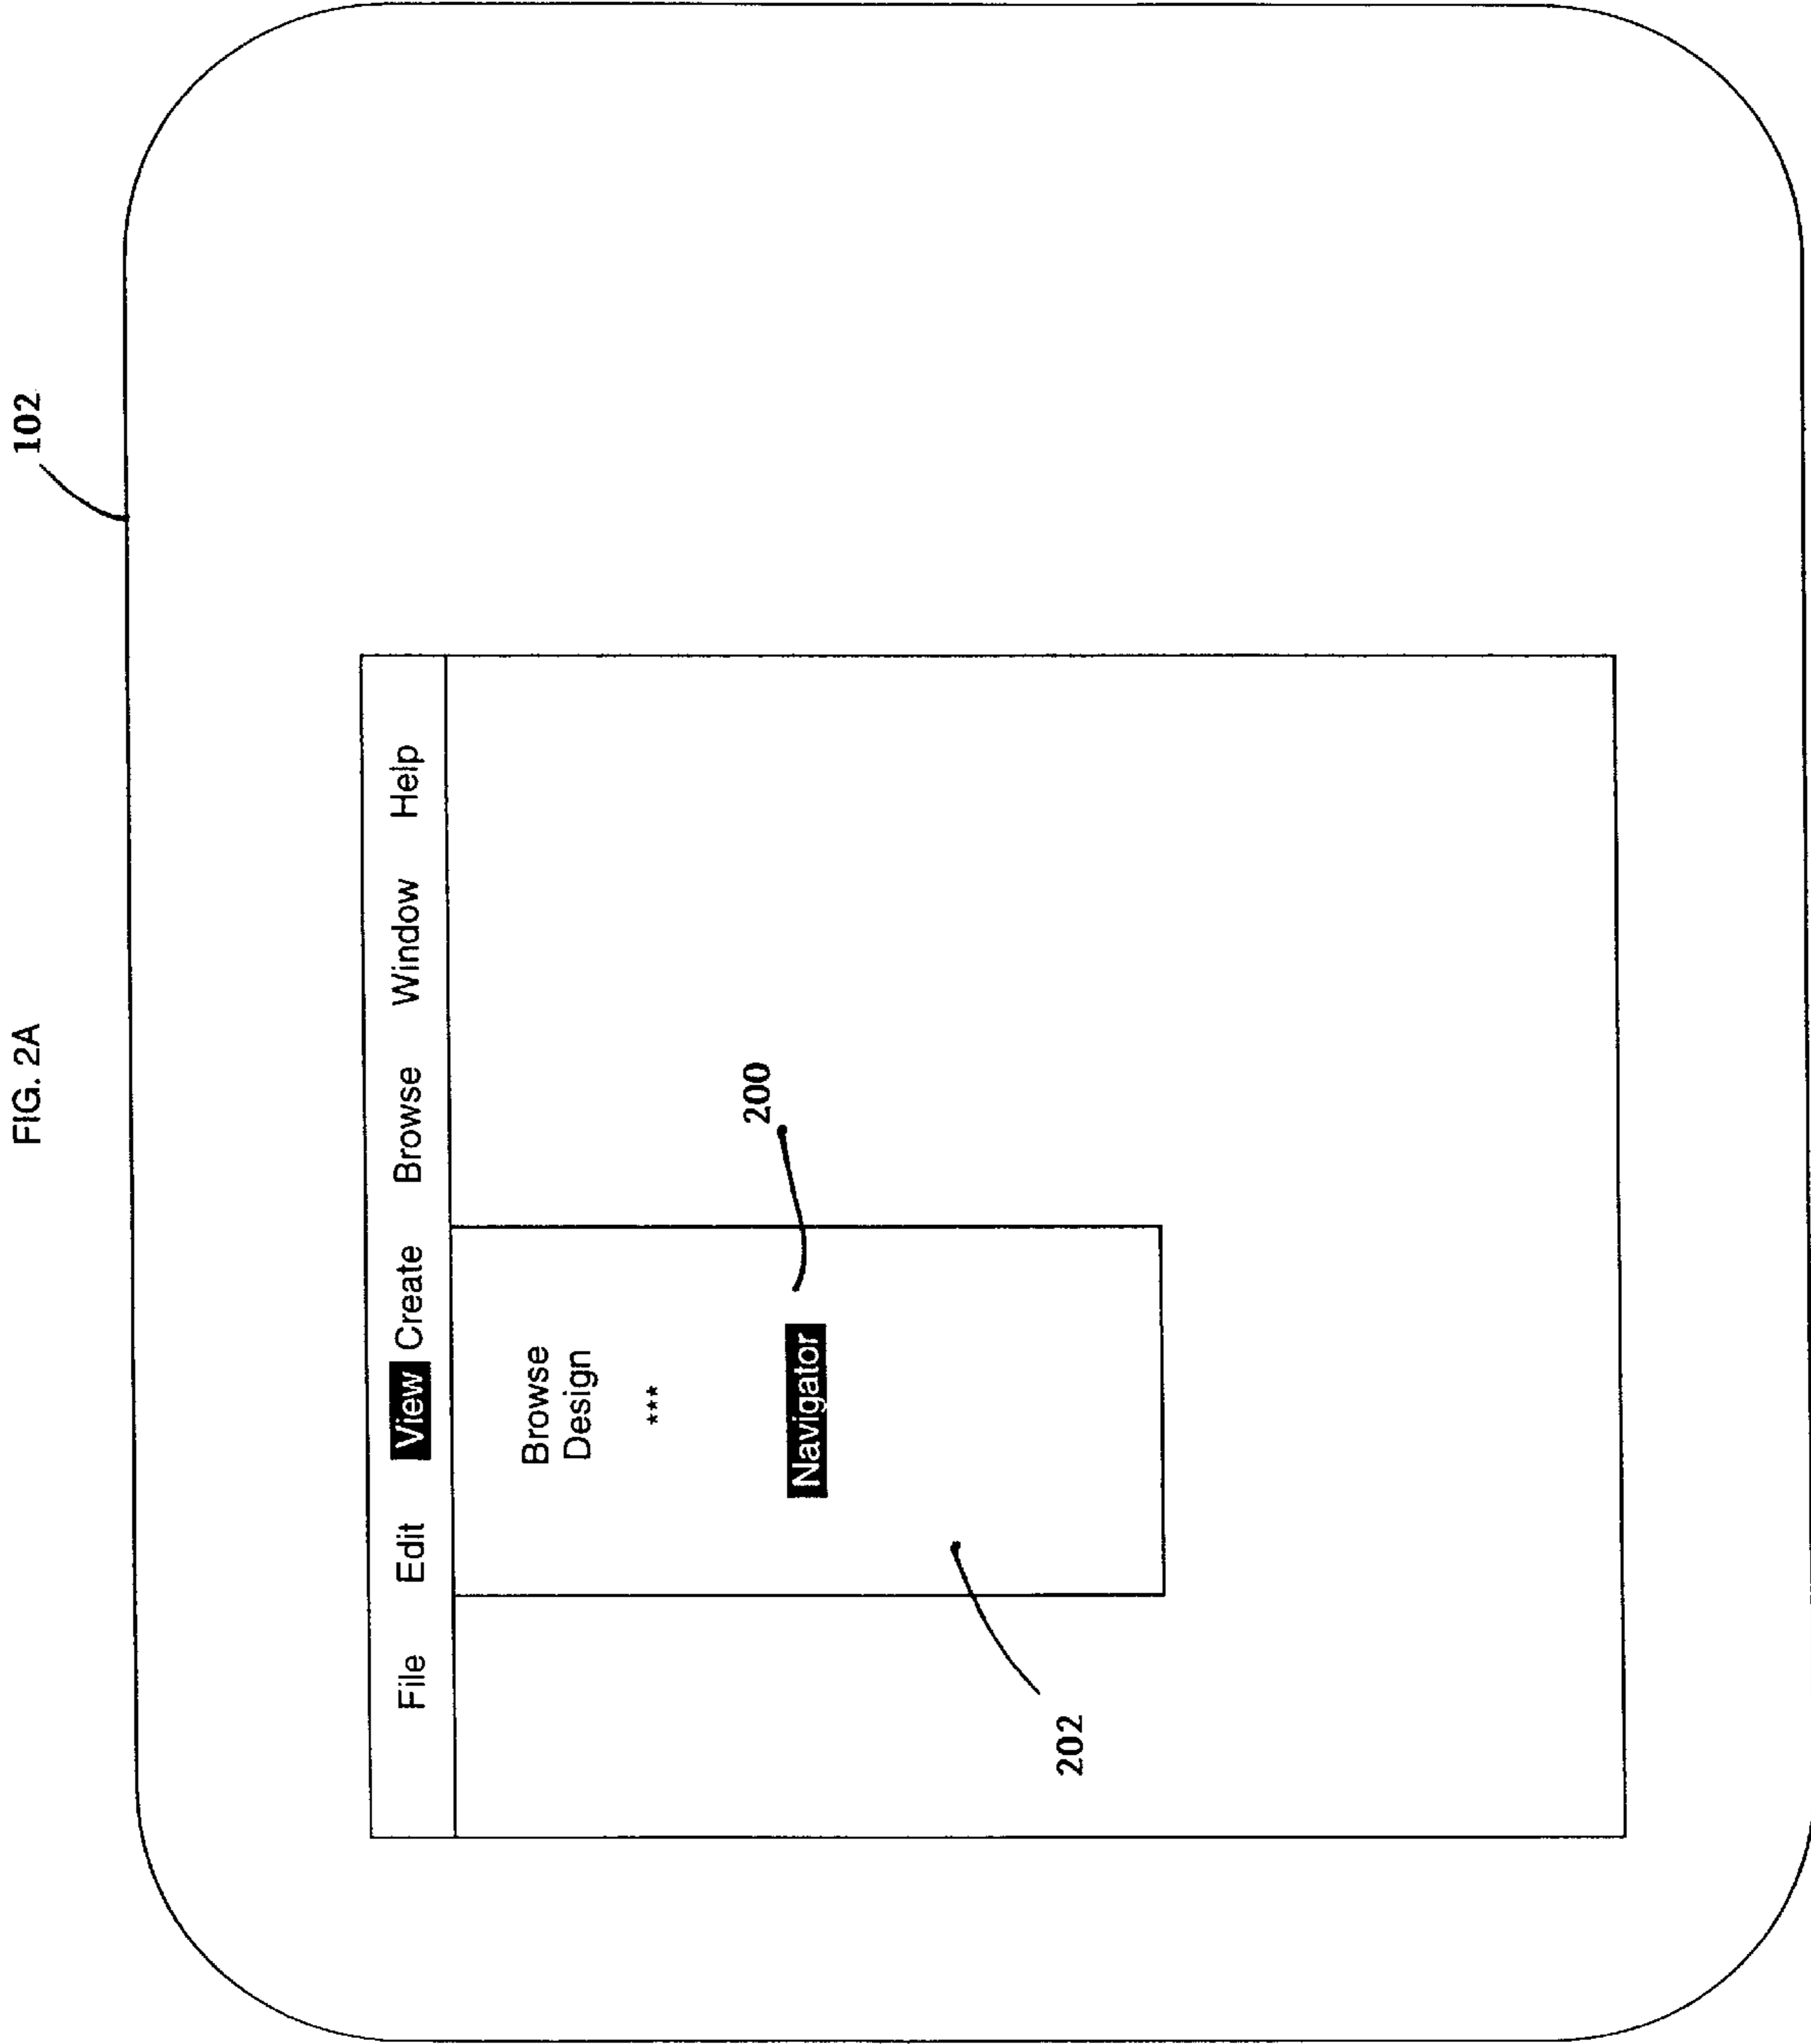 FIG. 2A
102
File Edit View Create Browse Window Help
Browse
Design
***
Navigator
200
202